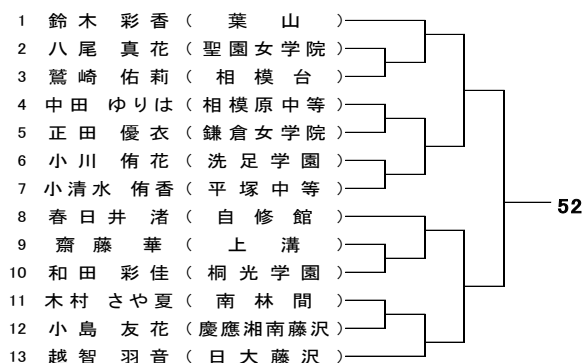 1 鈴木 彩香 ( 葉山 )
2 八尾 真花 ( 聖園女学院 )
3 鷲崎 佑莉 ( 相模台 )
4 中田 ゆりは ( 相模原中等 )
5 正田 優衣 ( 鎌倉女学院 )
6 小川 侑花 ( 洗足学園 )
7 小清水 侑香 ( 平塚中等 )
8 春日井 渚 ( 自修館 )
9 齋藤 華 ( 上溝 )
10 和田 彩佳 ( 桐光学園 )
11 木村 さや夏 ( 南林間 )
12 小島 友花 ( 慶應湘南藤沢 )
13 越智 羽音 ( 日大藤沢 )
52